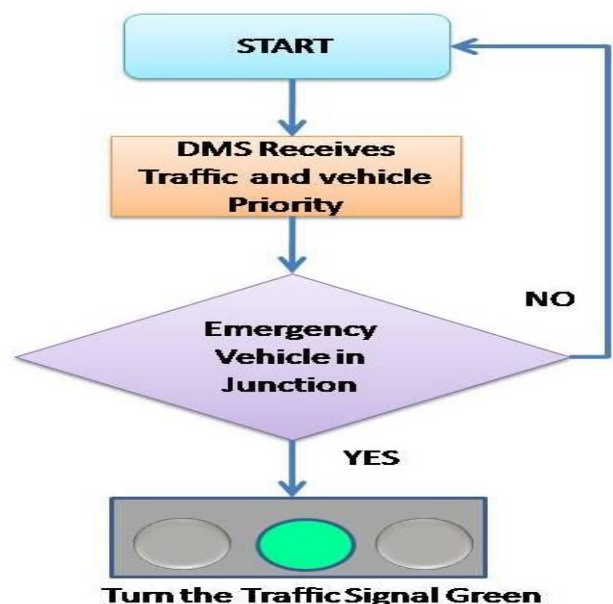 START
DMS Receives
Traffic and vehicle
Priority
NO
Emergency
Vehicle in
Junction
YES
Turn the Traffic Signal Green